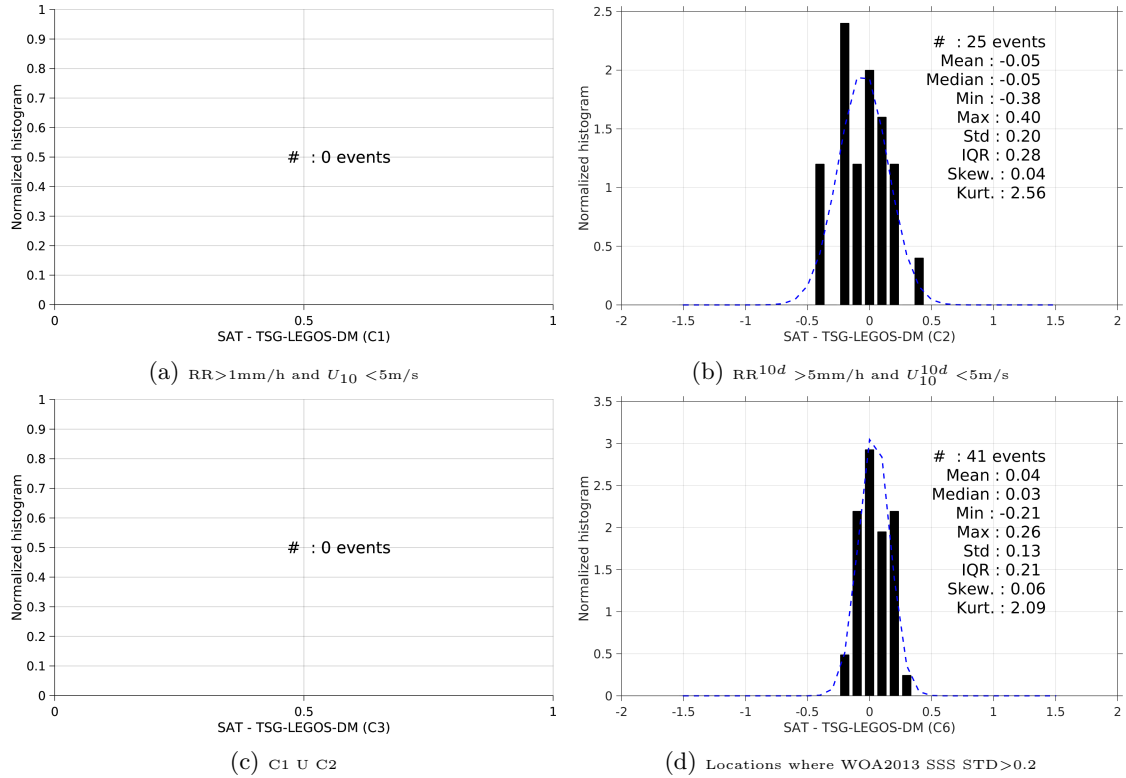 1
0.9
0.8
0.7
0.6
0.5
0.4
0.3
0.2
0.1
0
Normalized histogram
# : 0 events
0 0.5 1
SAT - TSG-LEGOS-DM (C1)
(a) RR>1mm/h and U10 <5m/s
2.5
2
1.5
1
0.5
0
Normalized histogram
# : 25 events
Mean : -0.05
Median : -0.05
Min : -0.38
Max : 0.40
Std : 0.20
IQR : 0.28
Skew. : 0.04
Kurt. : 2.56
-2 -1.5 -1 -0.5 0 0.5 1 1.5 2
SAT - TSG-LEGOS-DM (C2)
(b) RR10d >5mm/h and U10d10 <5m/s
1
0.9
0.8
0.7
0.6
0.5
0.4
0.3
0.2
0.1
0
Normalized histogram
# : 0 events
0 0.5 1
SAT - TSG-LEGOS-DM (C3)
(c) C1 U C2
3.5
3
2.5
2
1.5
1
0.5
0
Normalized histogram
# : 41 events
Mean : 0.04
Median : 0.03
Min : -0.21
Max : 0.26
Std : 0.13
IQR : 0.21
Skew. : 0.06
Kurt. : 2.09
-2 -1.5 -1 -0.5 0 0.5 1 1.5 2
SAT - TSG-LEGOS-DM (C6)
(d) Locations where WOA2013 SSS STD>0.2